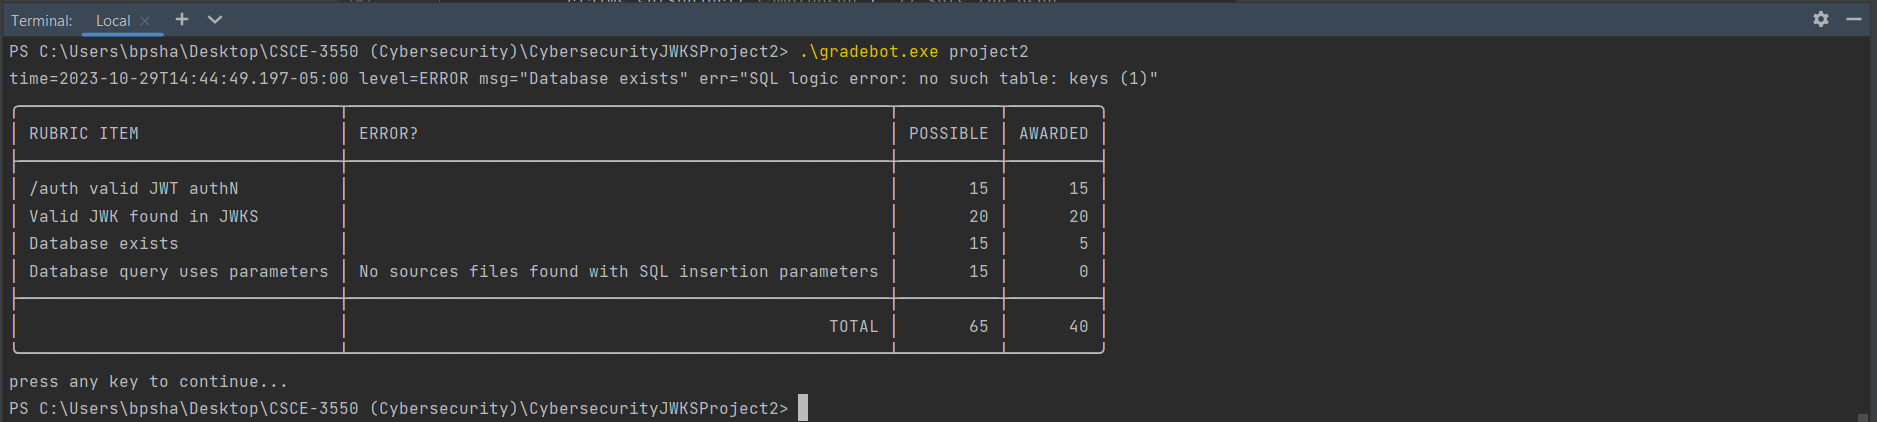 Terminal: Local
PS C:\Users\bpsha\Desktop\CSCE-3550 (Cybersecurity)\CybersecurityJWKSProject2> .\gradebot.exe project2
time=2023-10-29T14:44:49.197-05:00 level=ERROR msg="Database exists" err="SQL logic error: no such table: keys (1)"
RUBRIC ITEM ERROR? POSSIBLE AWARDED
/auth valid JWT authN 15 15
Valid JWK found in JWKS 20 20
Database exists 15 5
Database query uses parameters No sources files found with SQL insertion parameters 15 0
TOTAL 65 40
press any key to continue...
PS C:\Users\bpsha\Desktop\CSCE-3550 (Cybersecurity)\CybersecurityJWKSProject2>